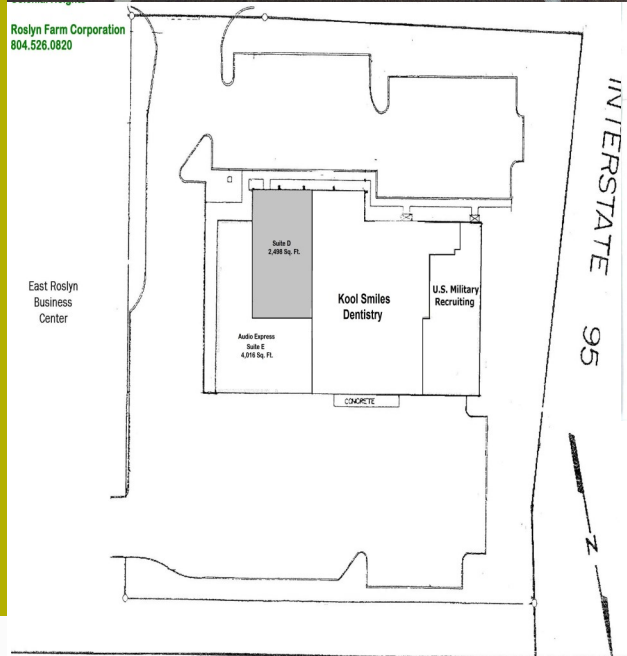 Roslyn Farm Corporation
804.526.0820
INTERSTATE 95
Suite D
2,498 Sq. Ft.
East Roslyn
Business
Center
Kool Smiles
Dentistry
U.S. Military
Recruiting
Audio Express
Suite E
4,016 Sq. Ft.
CONCRETE
N